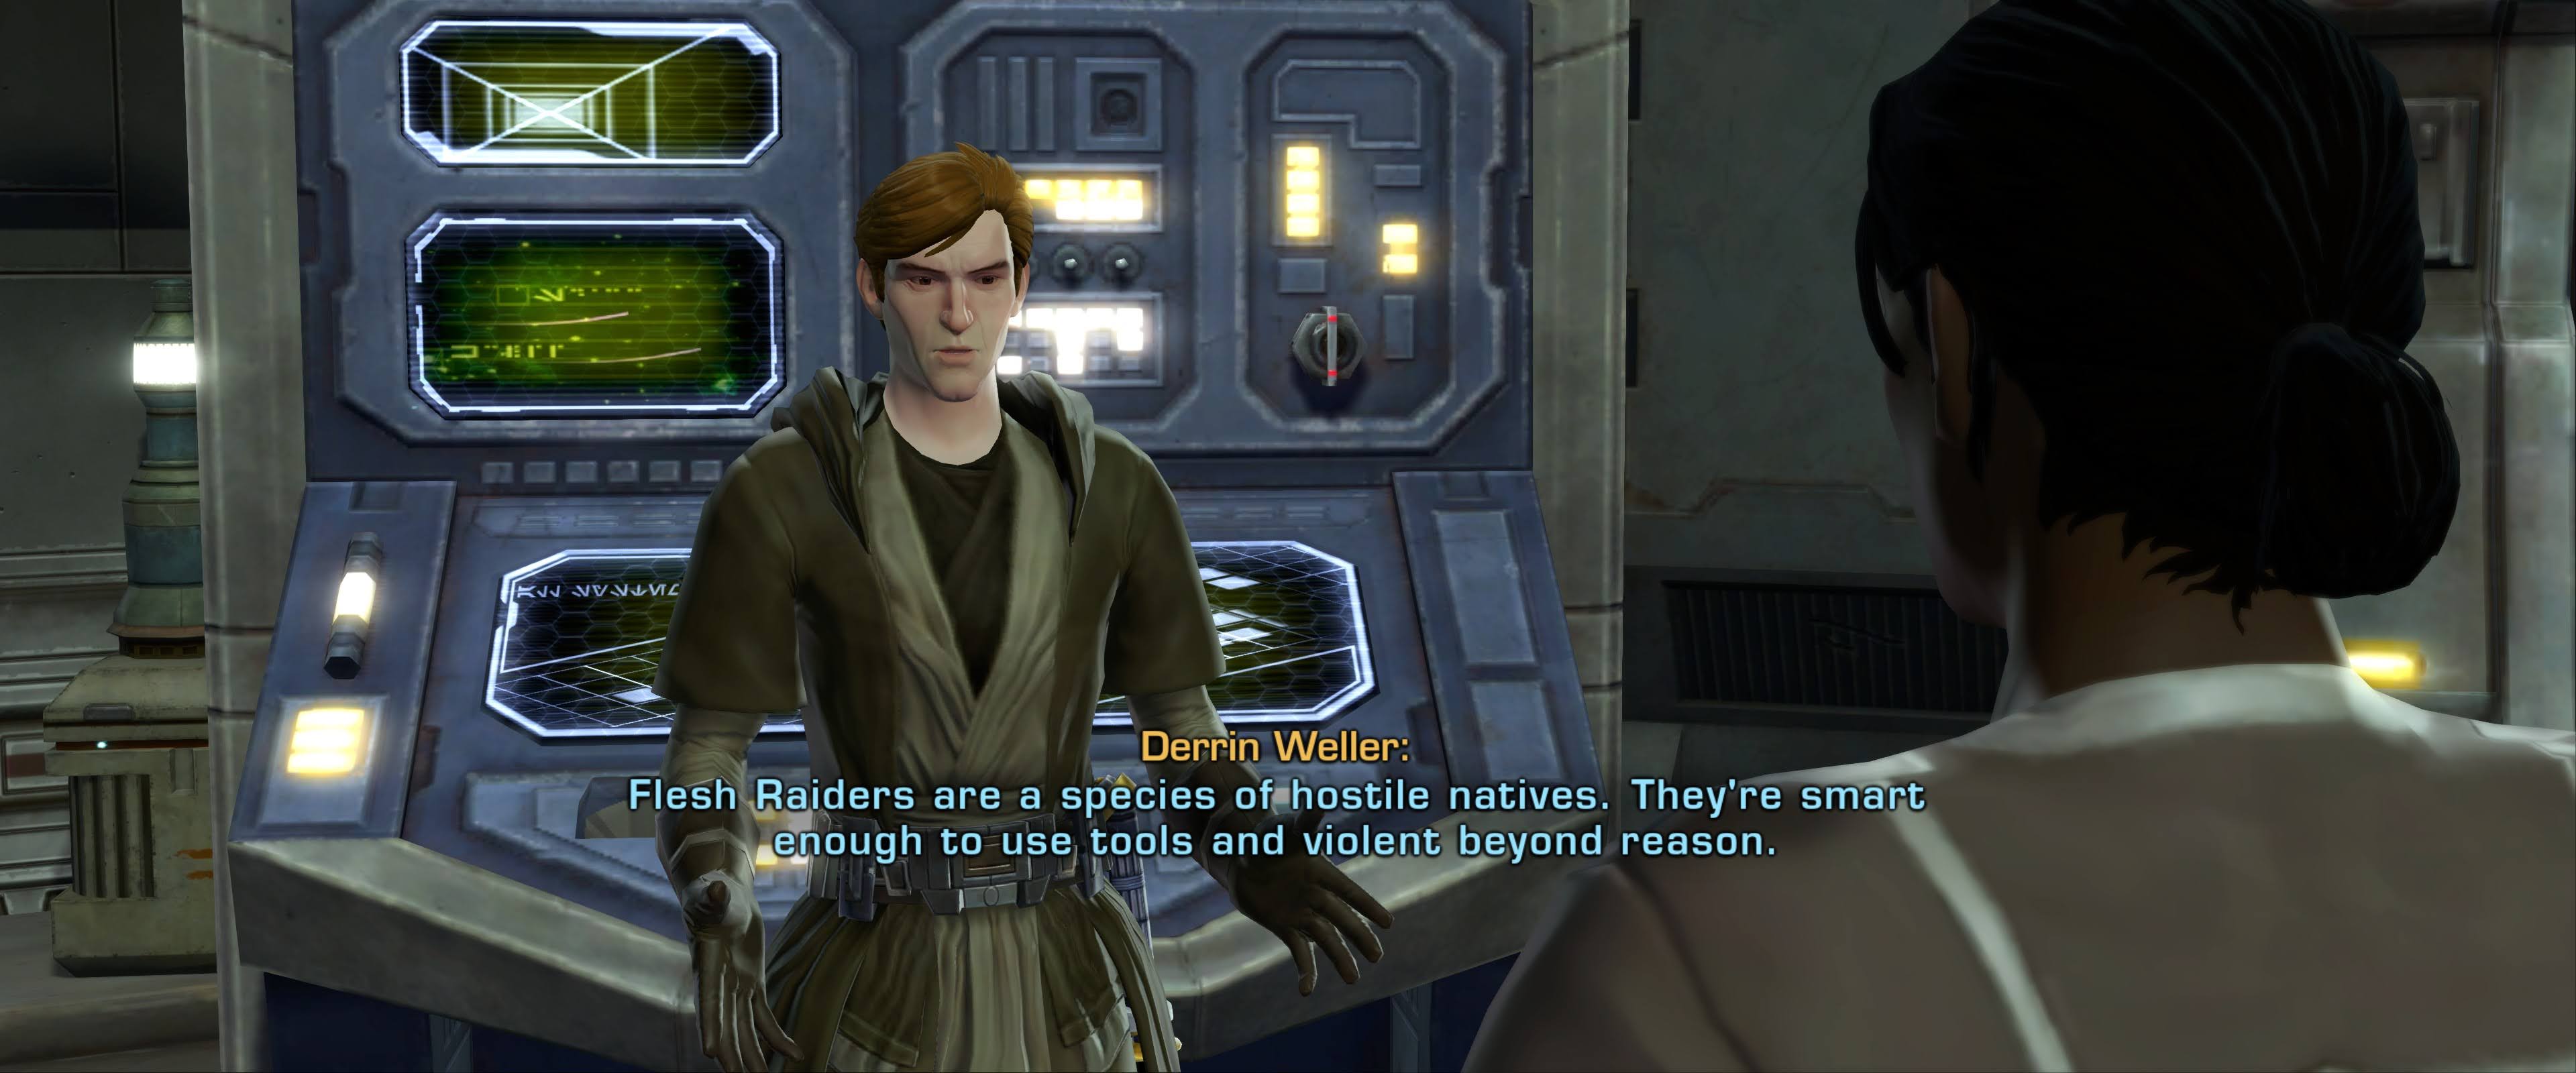 Derrin Weller:
Flesh Raiders are a species of hostile natives. They're smart
enough to use tools and violent beyond reason.